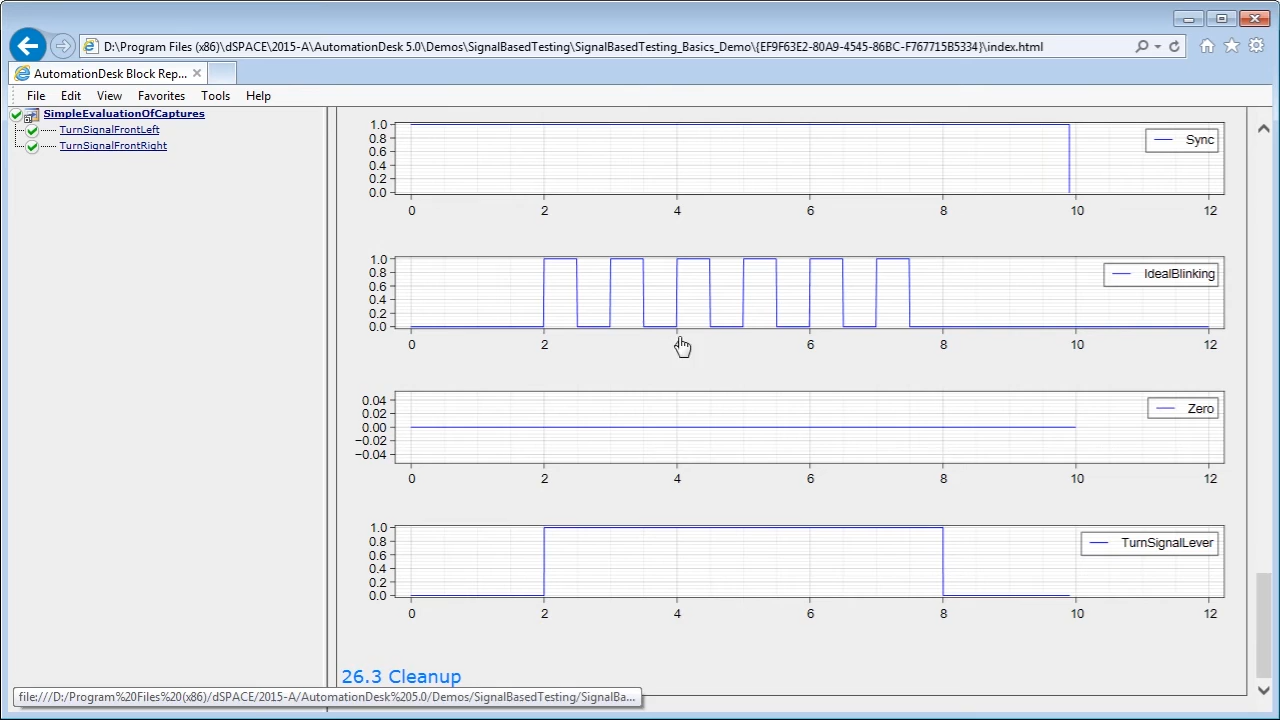 D:\Program Files (x86)\dSPACE\2015-A\AutomationDesk 5.0\Demos\SignalBasedTesting\SignalBasedTesting_Basics_Demo\{EF9F5FE2-80A9-4545-86BC-F767715B5334}\index.html
AutomationDesk Block Rep...
File Edit View Favorites Tools Help
SimpleEvaluationOfCaptures
TurnSignalFrontLeft
TurnSignalFrontRight
1.0
0.8
0.6
0.4
0.2
0.0
Sync
0 2 4 6 8 10 12
1.0
0.8
0.6
0.4
0.2
0.0
IdealBlinking
0 2 4 6 8 10 12
0.04
0.02
0.00
−0.02
−0.04
Zero
0 2 4 6 8 10 12
1.0
0.8
0.6
0.4
0.2
0.0
TurnSignalLever
0 2 4 6 8 10 12
26.3 Cleanup
file:///D:/Program%20Files%20(x86)/dSPACE/2015-A/AutomationDesk%205.0/Demos/SignalBasedTesting/SignalBa...